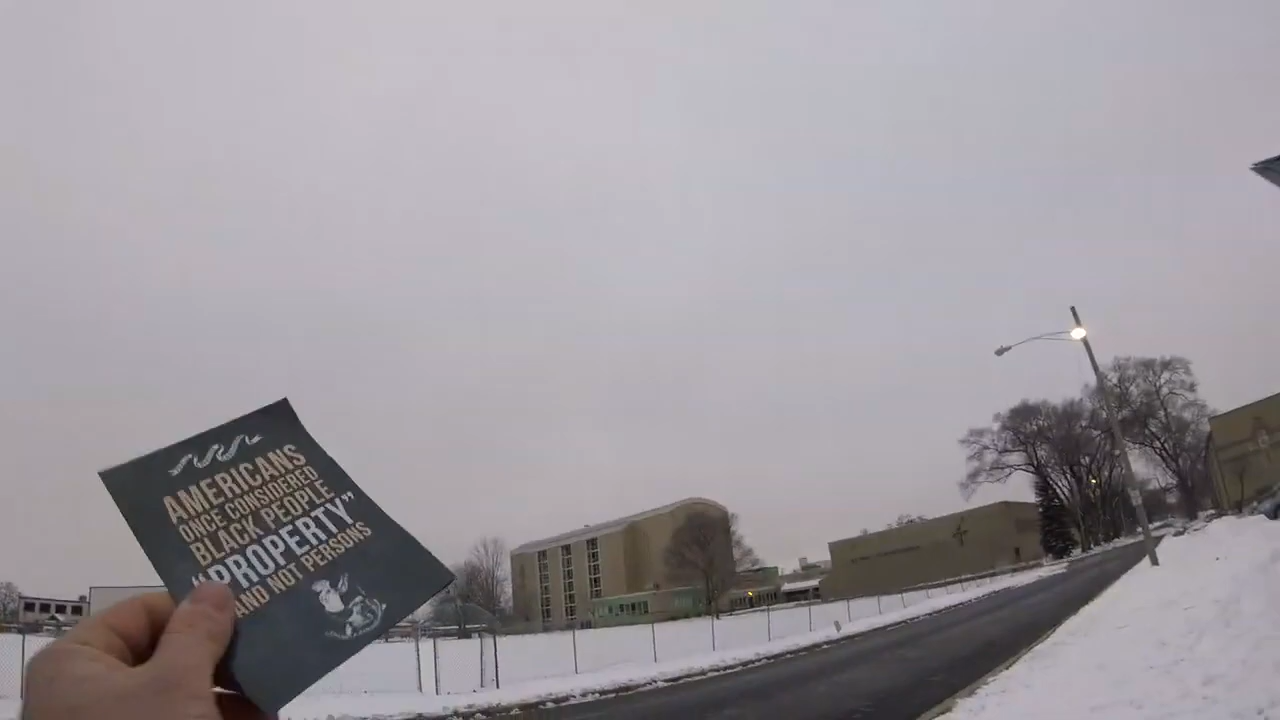 AMERICANS
ONCE CONSIDERED
BLACK PEOPLE
"PROPERTY"
AND NOT PERSONS